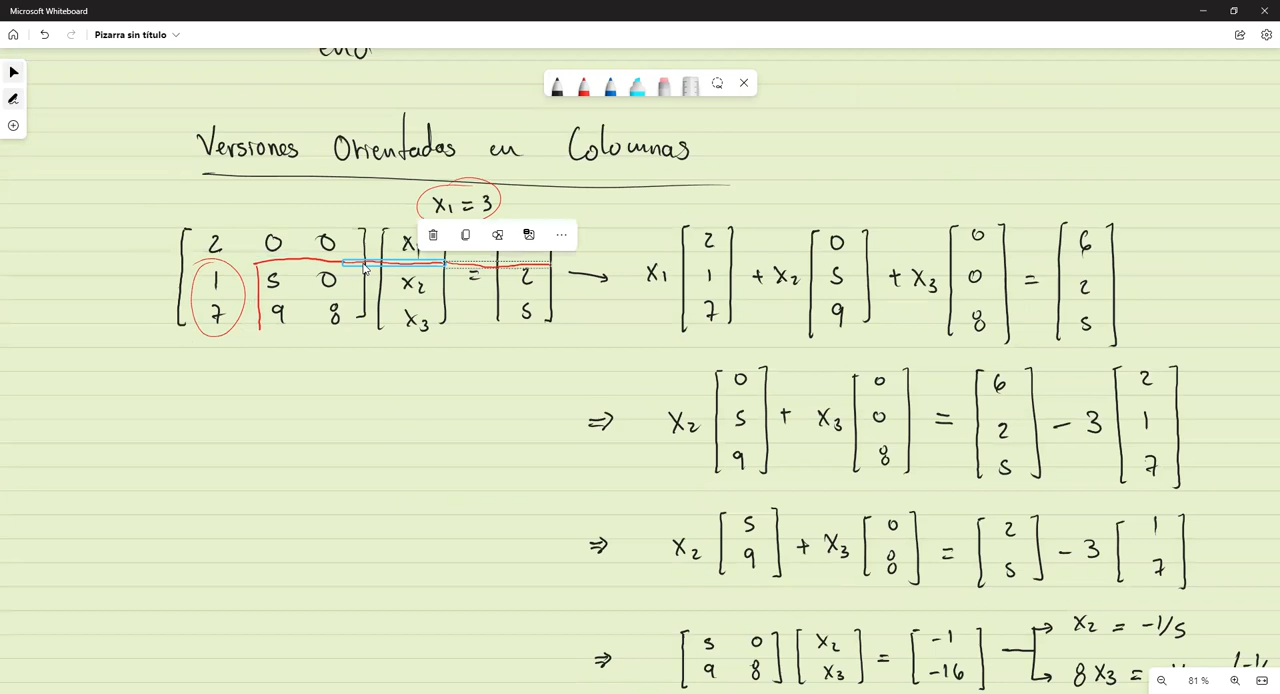 Microsoft Whiteboard
Pizarra sin título
Versiones Orientadas en Columnas
x₁ = 3
[2 0 0; 1 5 0; 7 9 8] [x₁; x₂; x₃] = [2; 5] → x₁ [2; 1; 7] + x₂ [0; 5; 9] + x₃ [0; 0; 8] = [6; 2; 5]
⇒ x₂ [0; 5; 9] + x₃ [0; 0; 8] = [6; 2; 5] − 3 [2; 1; 7]
⇒ x₂ [5; 9] + x₃ [0; 8] = [2; 5] − 3 [1; 7]
⇒ [5 0; 9 8] [x₂; x₃] = [-1; -16] → x₂ = -1/5
8x₃ =
81 %